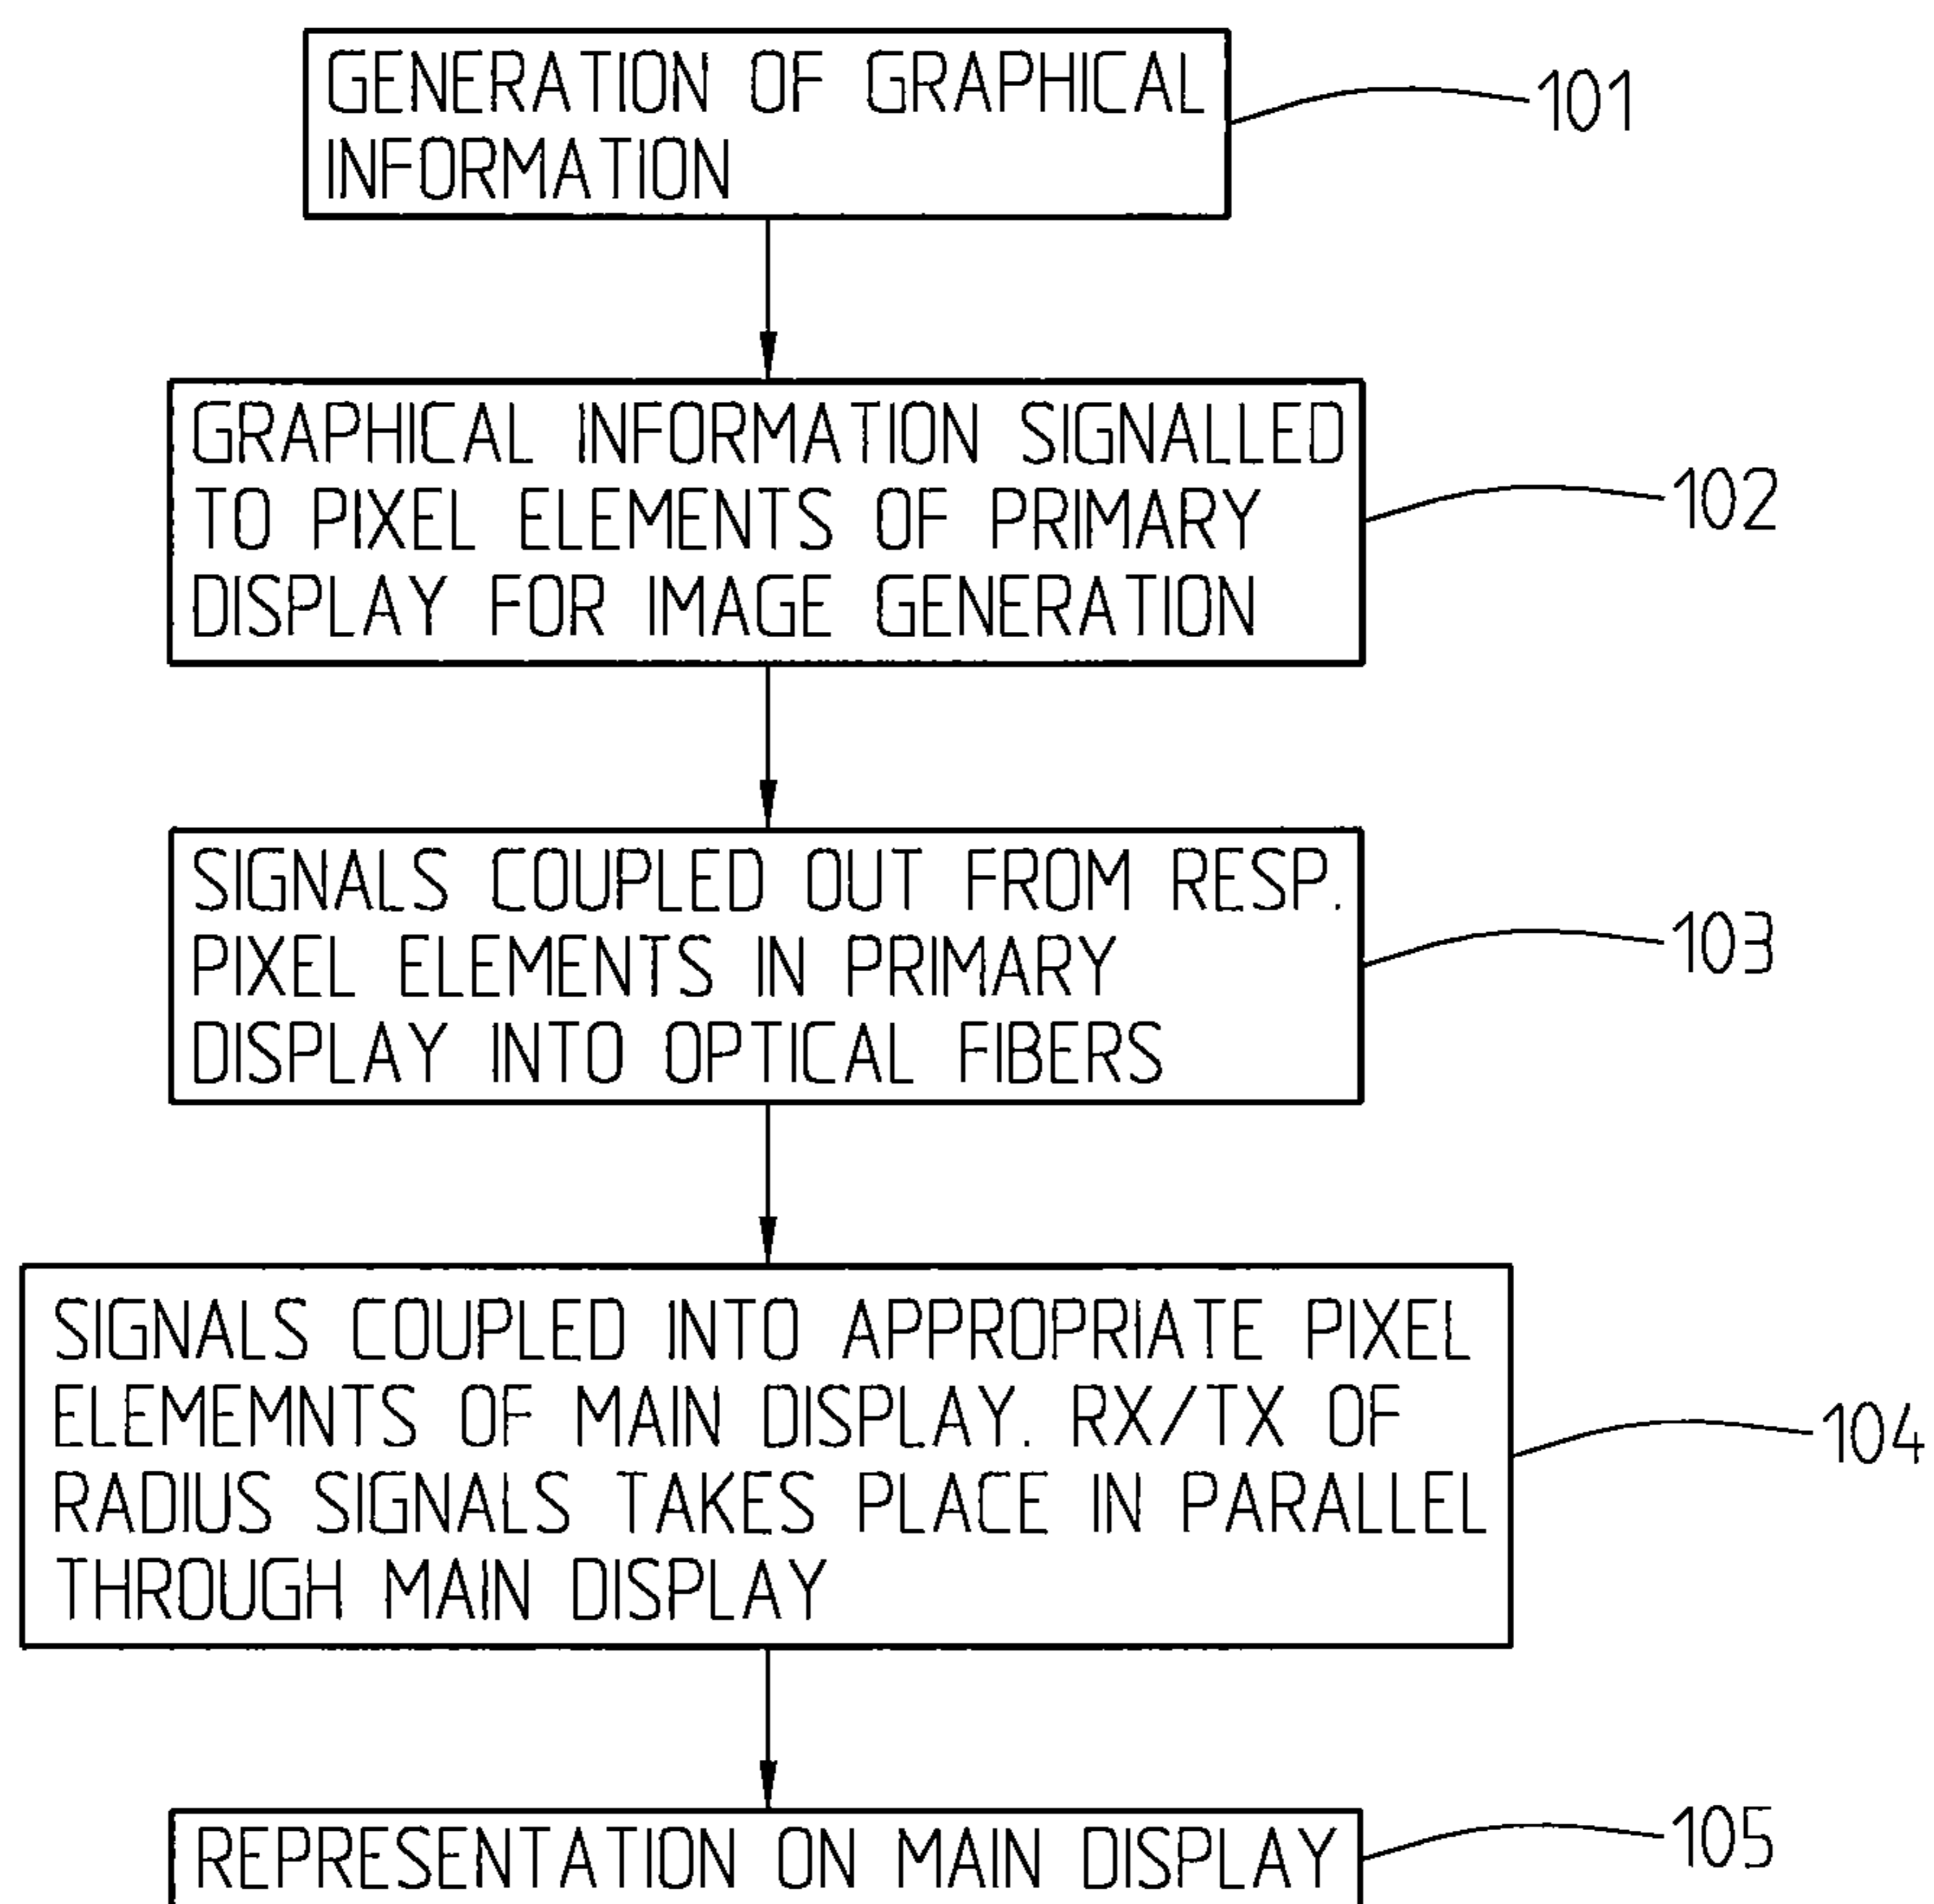 GENERATION OF GRAPHICAL
INFORMATION
101
GRAPHICAL INFORMATION SIGNALLED
TO PIXEL ELEMENTS OF PRIMARY
DISPLAY FOR IMAGE GENERATION
102
SIGNALS COUPLED OUT FROM RESP.
PIXEL ELEMENTS IN PRIMARY
DISPLAY INTO OPTICAL FIBERS
103
SIGNALS COUPLED INTO APPROPRIATE PIXEL
ELEMEMNTS OF MAIN DISPLAY. RX/TX OF
RADIUS SIGNALS TAKES PLACE IN PARALLEL
THROUGH MAIN DISPLAY
104
REPRESENTATION ON MAIN DISPLAY
105